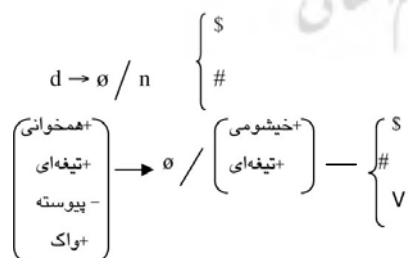 $
d → ø / n
#
+همخوانی
+تیغه‌ای
- پیوسته
+واک
→ ø /
+خیشومی
+تیغه‌ای
—
$
#
V